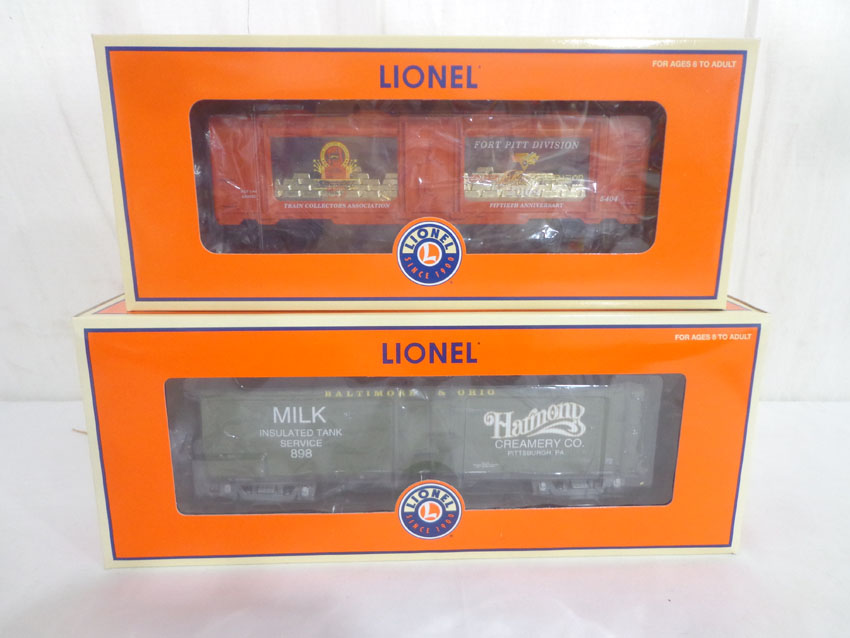 FOR AGES 8 TO ADULT
LIONEL
FORT PITT DIVISION
TRAIN COLLECTORS ASSOCIATION
FIFTIETH ANNIVERSARY
LIONEL
L
SINCE 1900
FOR AGES 8 TO ADULT
LIONEL
BALTIMORE & OHIO
MILK
INSULATED TANK
SERVICE
898
Harmony
CREAMERY CO.
PITTSBURGH PA.
LIONEL
L
SINCE 1900